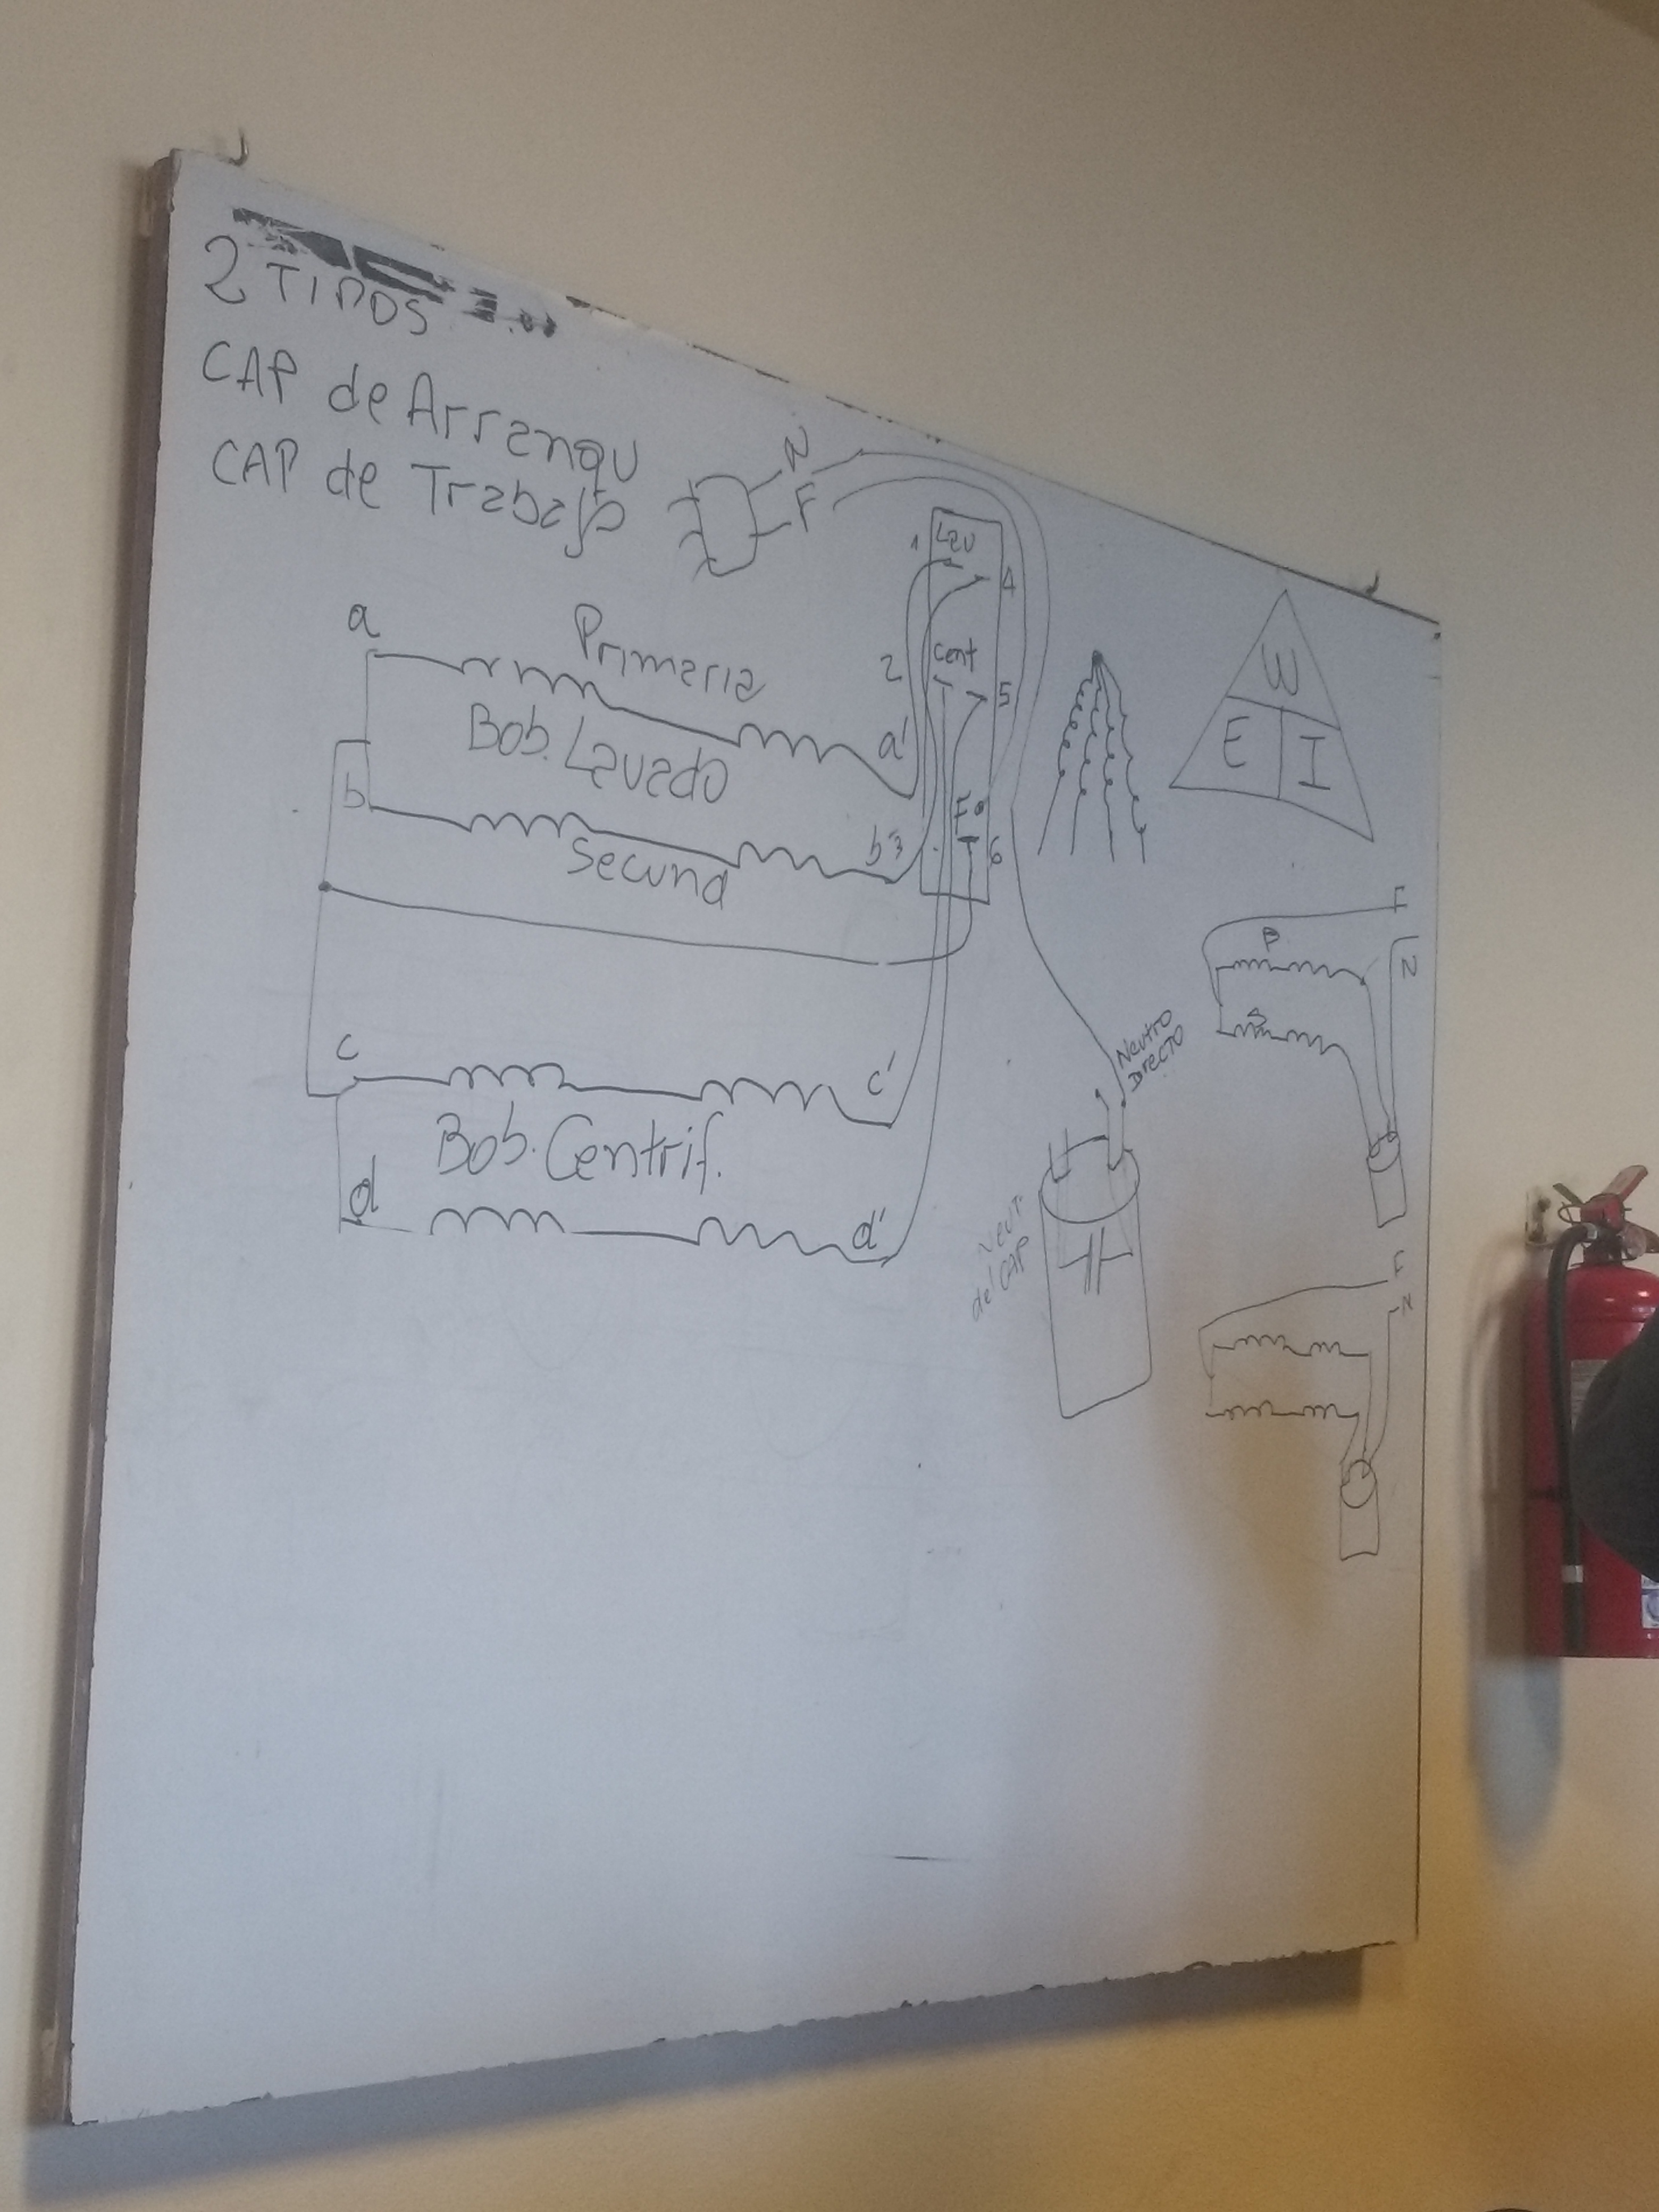 2 TIPOS
CAP de Arranqu
CAP de Trabajo
N
F
Lav
1
4
a
Primaria
2
Cent
5
a'
Bob. Lavado
b
Secund
b'
3
F
6
W
E I
F
P
N
S
c
c'
Neutro
Directo
Bob. Centrif.
d
d'
Neut.
del CAP
F
N